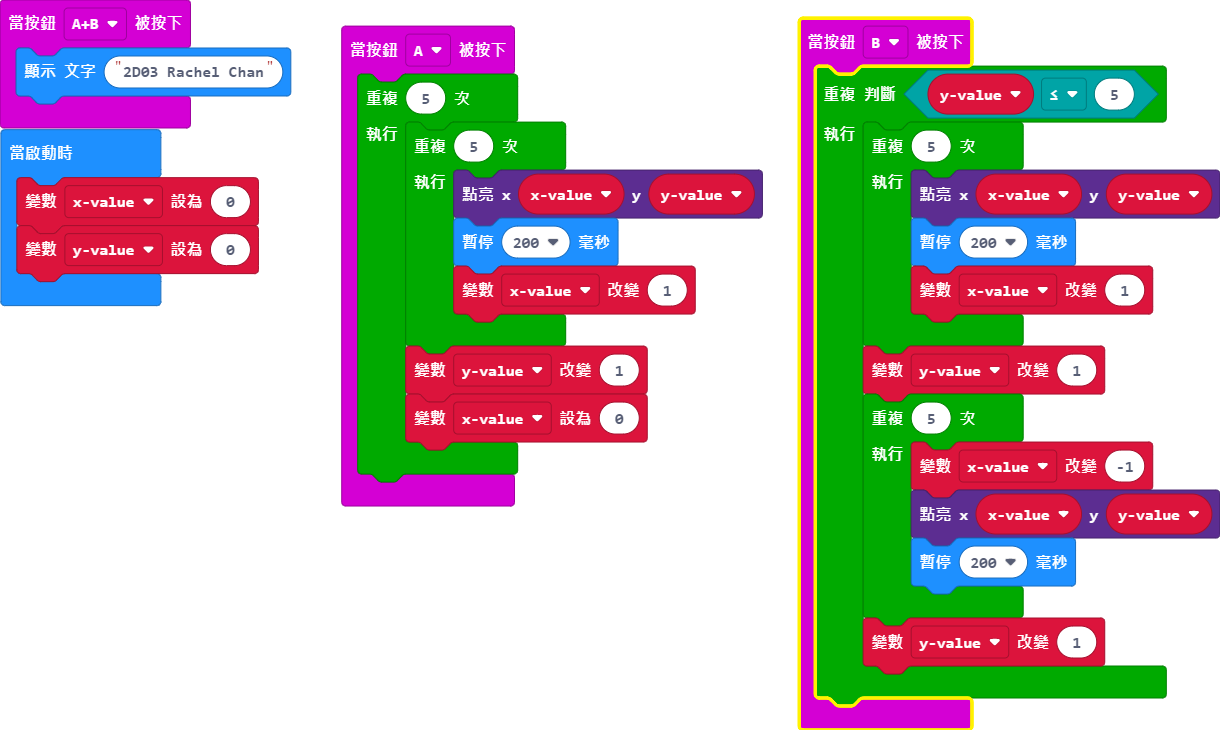 當按鈕 A+B 被按下
顯示 文字 "2D03 Rachel Chan"
當啟動時
變數 x-value 設為 0
變數 y-value 設為 0
當按鈕 A 被按下
重複 5 次
執行
重複 5 次
執行
點亮 x x-value y y-value
暫停 200 毫秒
變數 x-value 改變 1
變數 y-value 改變 1
變數 x-value 設為 0
當按鈕 B 被按下
重複 判斷 y-value ≤ 5
執行
重複 5 次
執行
點亮 x x-value y y-value
暫停 200 毫秒
變數 x-value 改變 1
變數 y-value 改變 1
重複 5 次
執行
變數 x-value 改變 -1
點亮 x x-value y y-value
暫停 200 毫秒
變數 y-value 改變 1